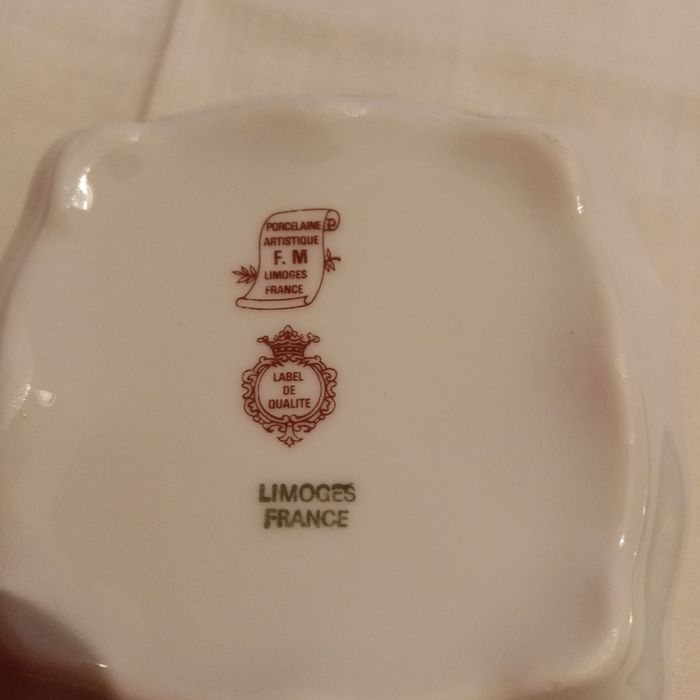 PORCELAINE
ARTISTIQUE
F. M
LIMOGES
FRANCE
LABEL
DE
QUALITE
LIMOGES
FRANCE